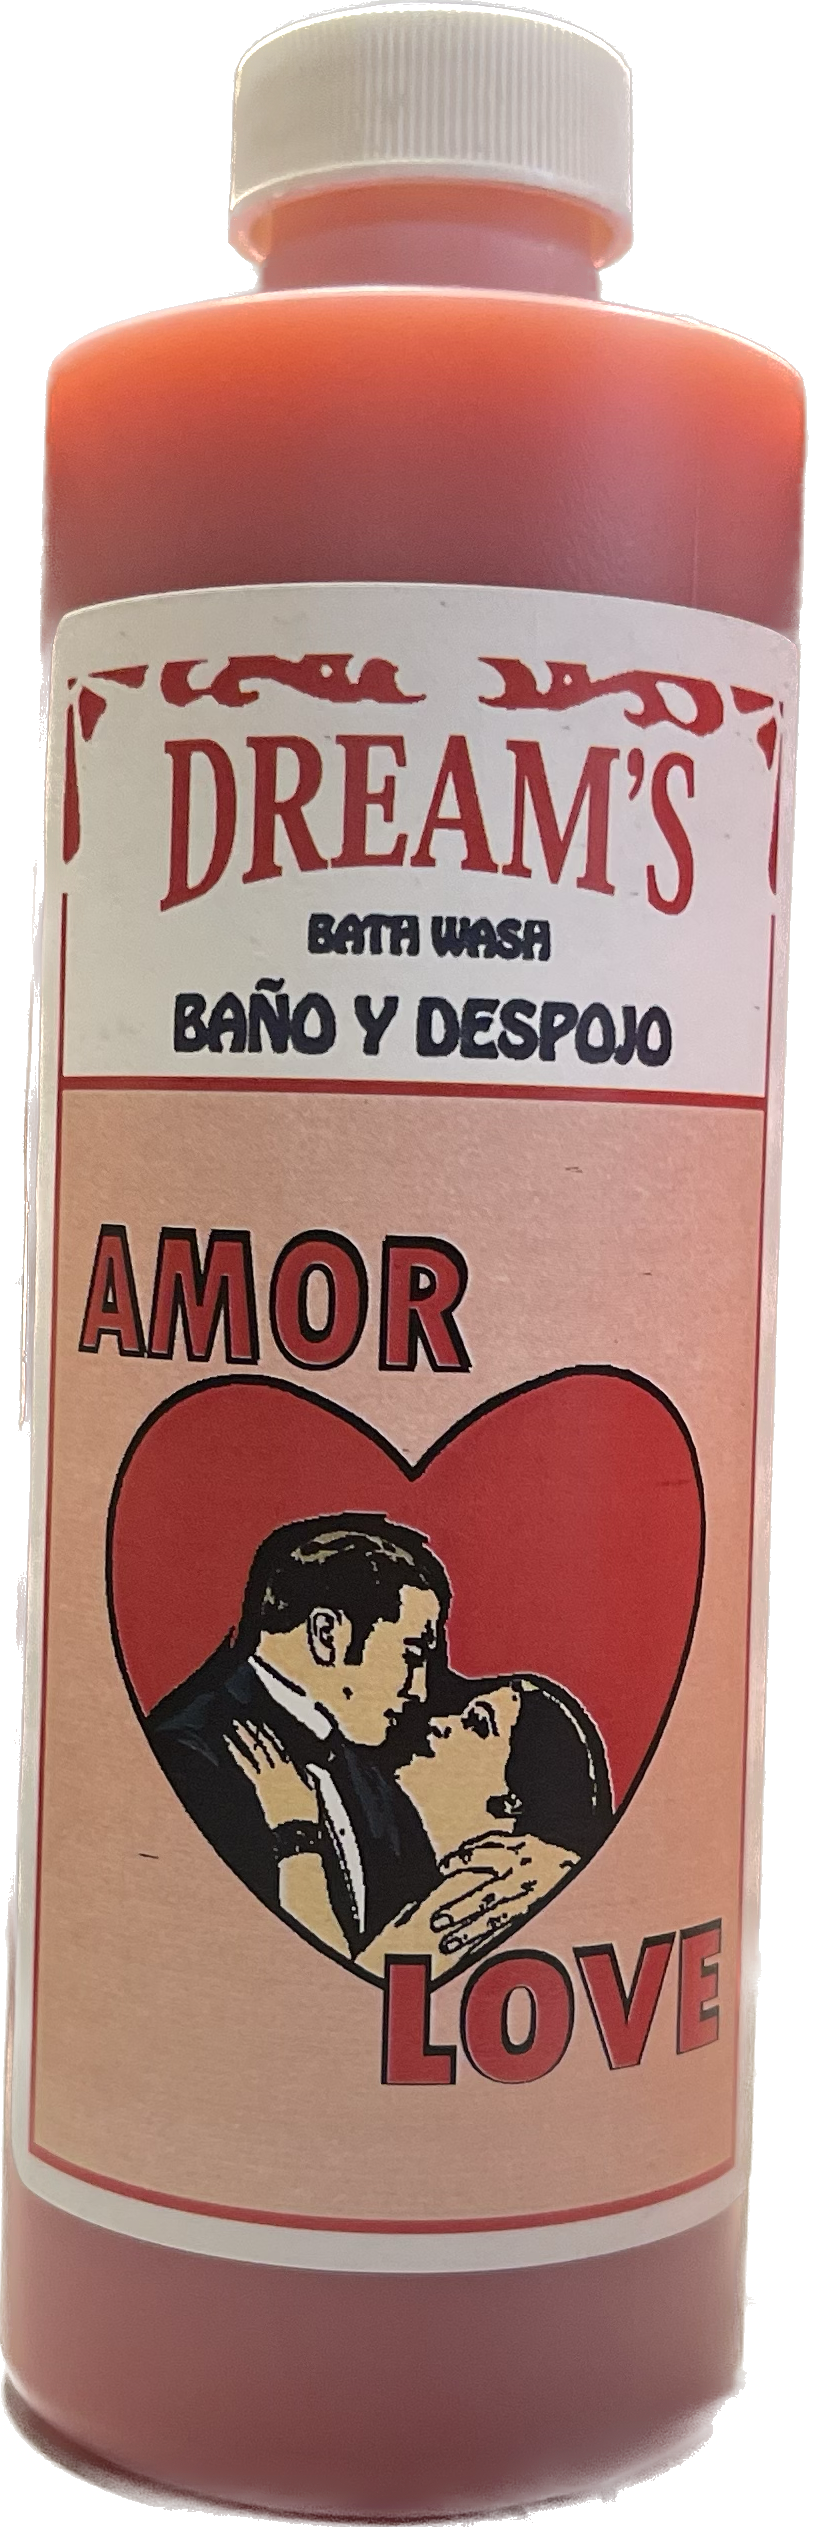 DREAM'S
BATH WASH
BAÑO Y DESPOJO
AMOR
LOVE